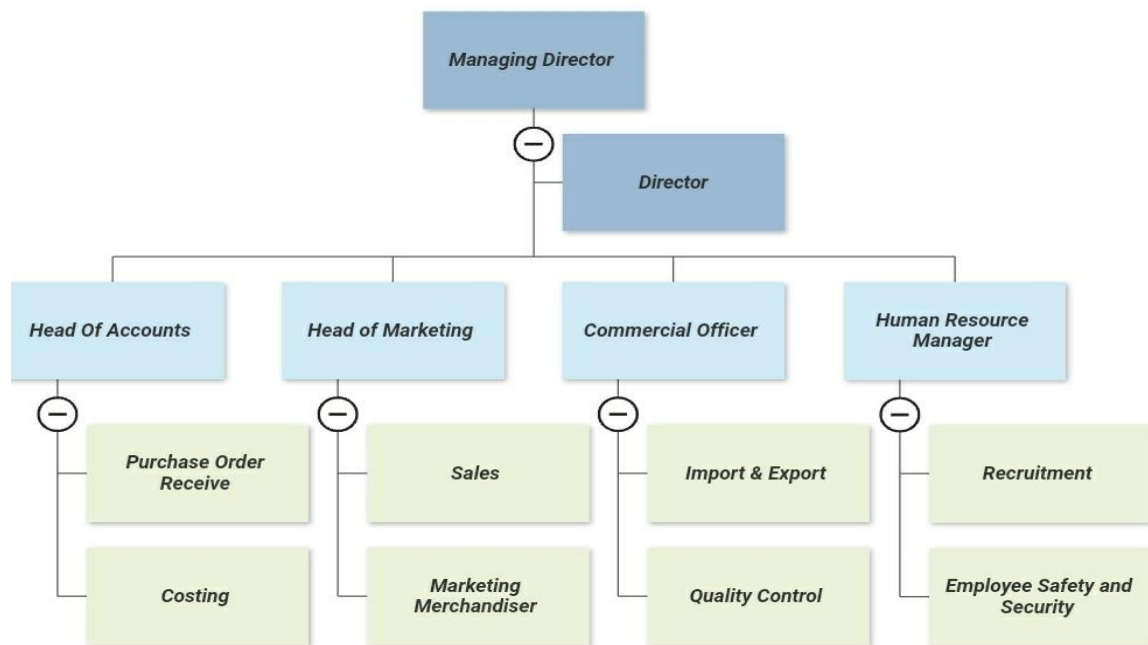 Managing Director
Director
Head Of Accounts
Head of Marketing
Commercial Officer
Human Resource
Manager
Purchase Order
Receive
Sales
Import & Export
Recruitment
Costing
Marketing
Merchandiser
Quality Control
Employee Safety and
Security